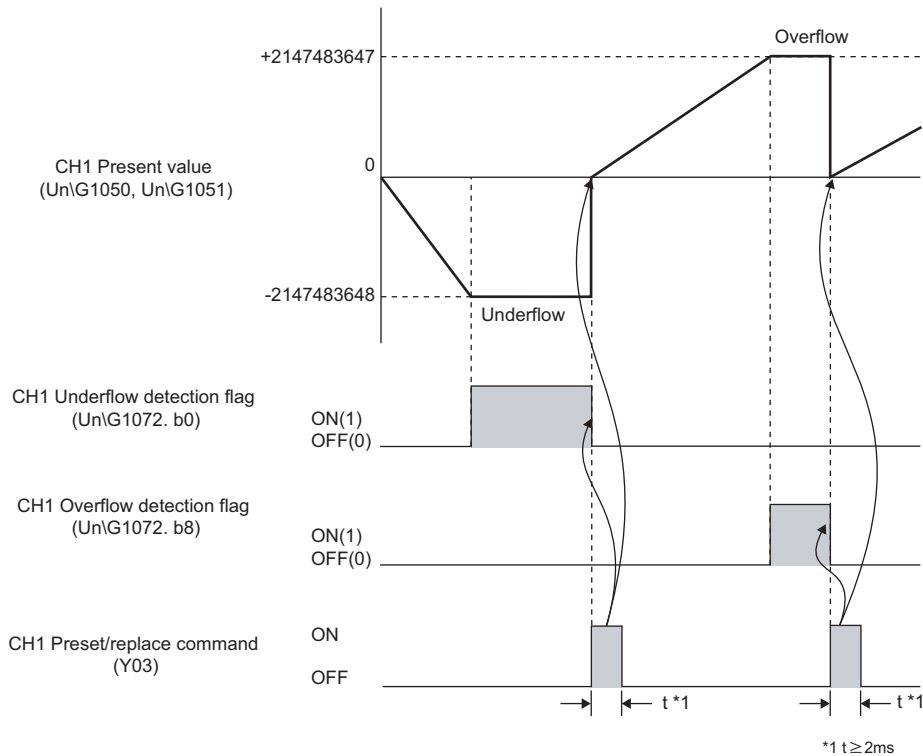 Overflow
+2147483647
CH1 Present value
(Un\G1050, Un\G1051)
0
-2147483648
Underflow
CH1 Underflow detection flag
(Un\G1072. b0)
ON(1)
OFF(0)
CH1 Overflow detection flag
(Un\G1072. b8)
ON(1)
OFF(0)
CH1 Preset/replace command
(Y03)
ON
OFF
t *1
t *1
*1 t≥2ms